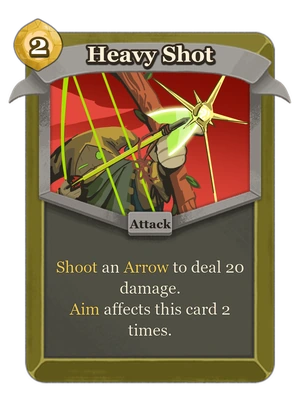 2
Heavy Shot
Attack
Shoot an Arrow to deal 20
damage.
Aim affects this card 2
times.